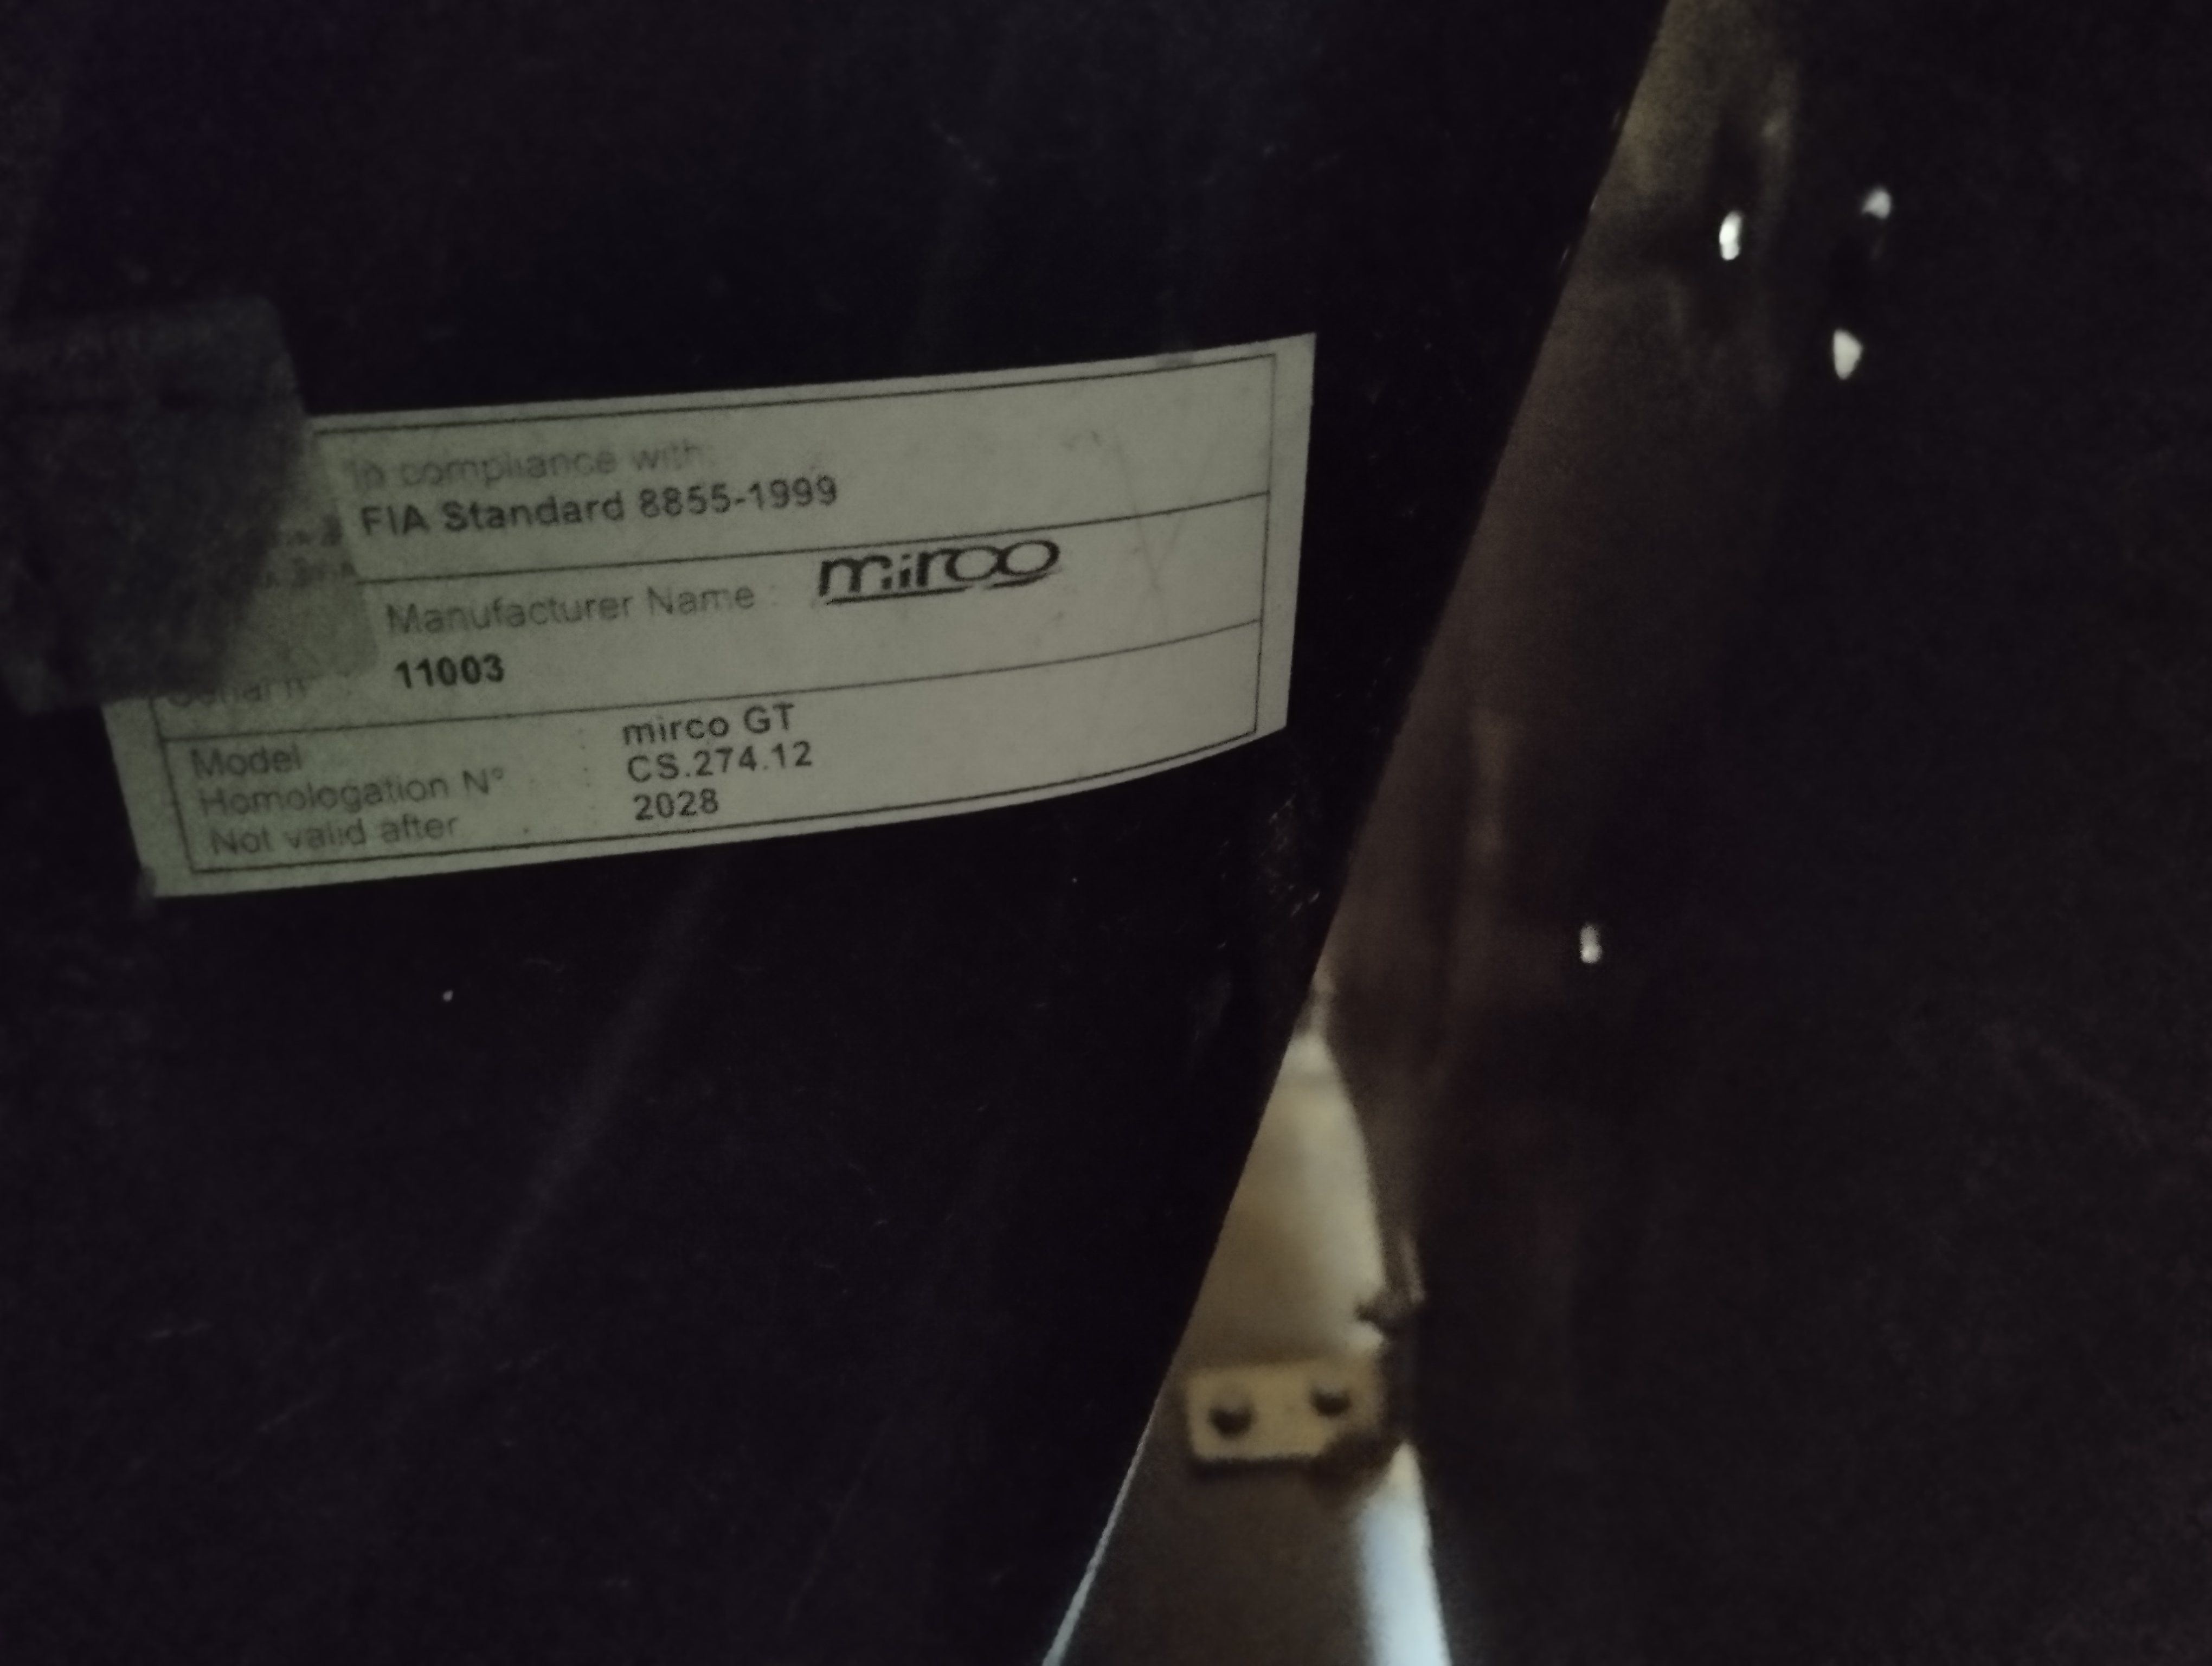 In compliance with:
FIA Standard 8855-1999
Manufacturer Name : mirco
Serial n° : 11003
Model : mirco GT
Homologation N° : CS.274.12
Not valid after : 2028